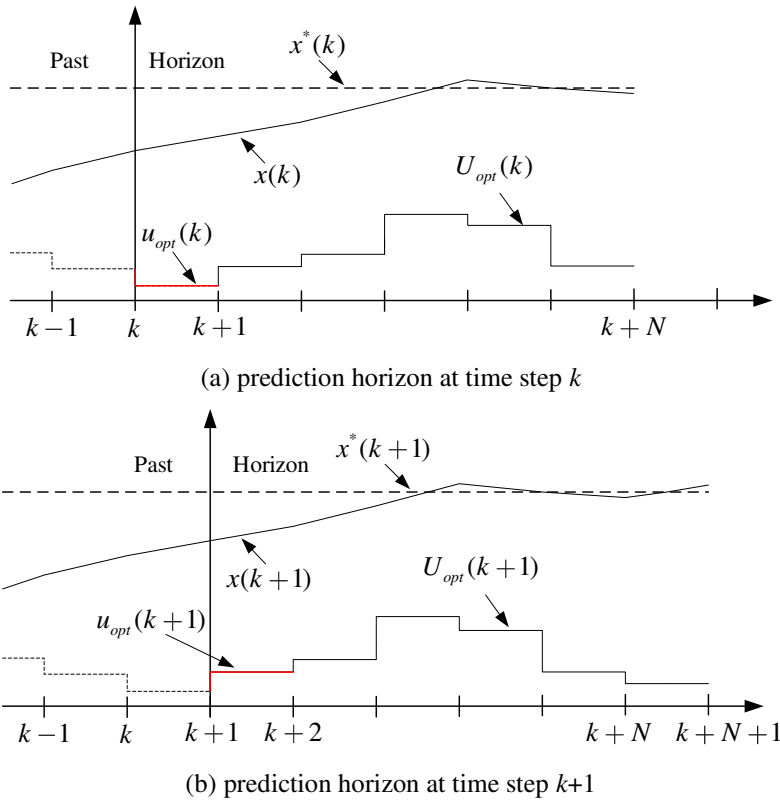 x*(k)
Past Horizon
x(k)
U_opt(k)
u_opt(k)
k−1 k k+1 k+N
(a) prediction horizon at time step k
x*(k+1)
Past Horizon
x(k+1)
U_opt(k+1)
u_opt(k+1)
k−1 k k+1 k+2 k+N k+N+1
(b) prediction horizon at time step k+1